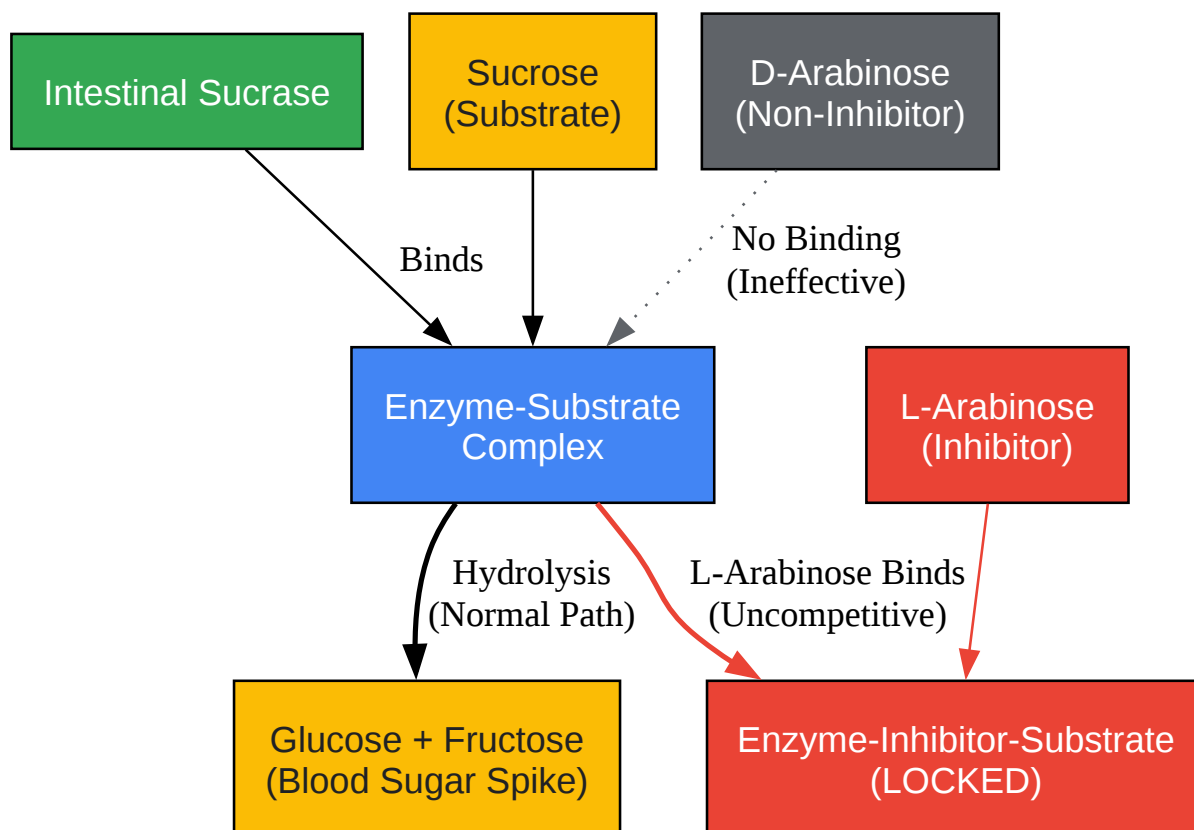 Intestinal Sucrase
Sucrose
(Substrate)
D-Arabinose
(Non-Inhibitor)
Binds
No Binding
(Ineffective)
Enzyme-Substrate
Complex
L-Arabinose
(Inhibitor)
Hydrolysis
(Normal Path)
L-Arabinose Binds
(Uncompetitive)
Glucose + Fructose
(Blood Sugar Spike)
Enzyme-Inhibitor-Substrate
(LOCKED)